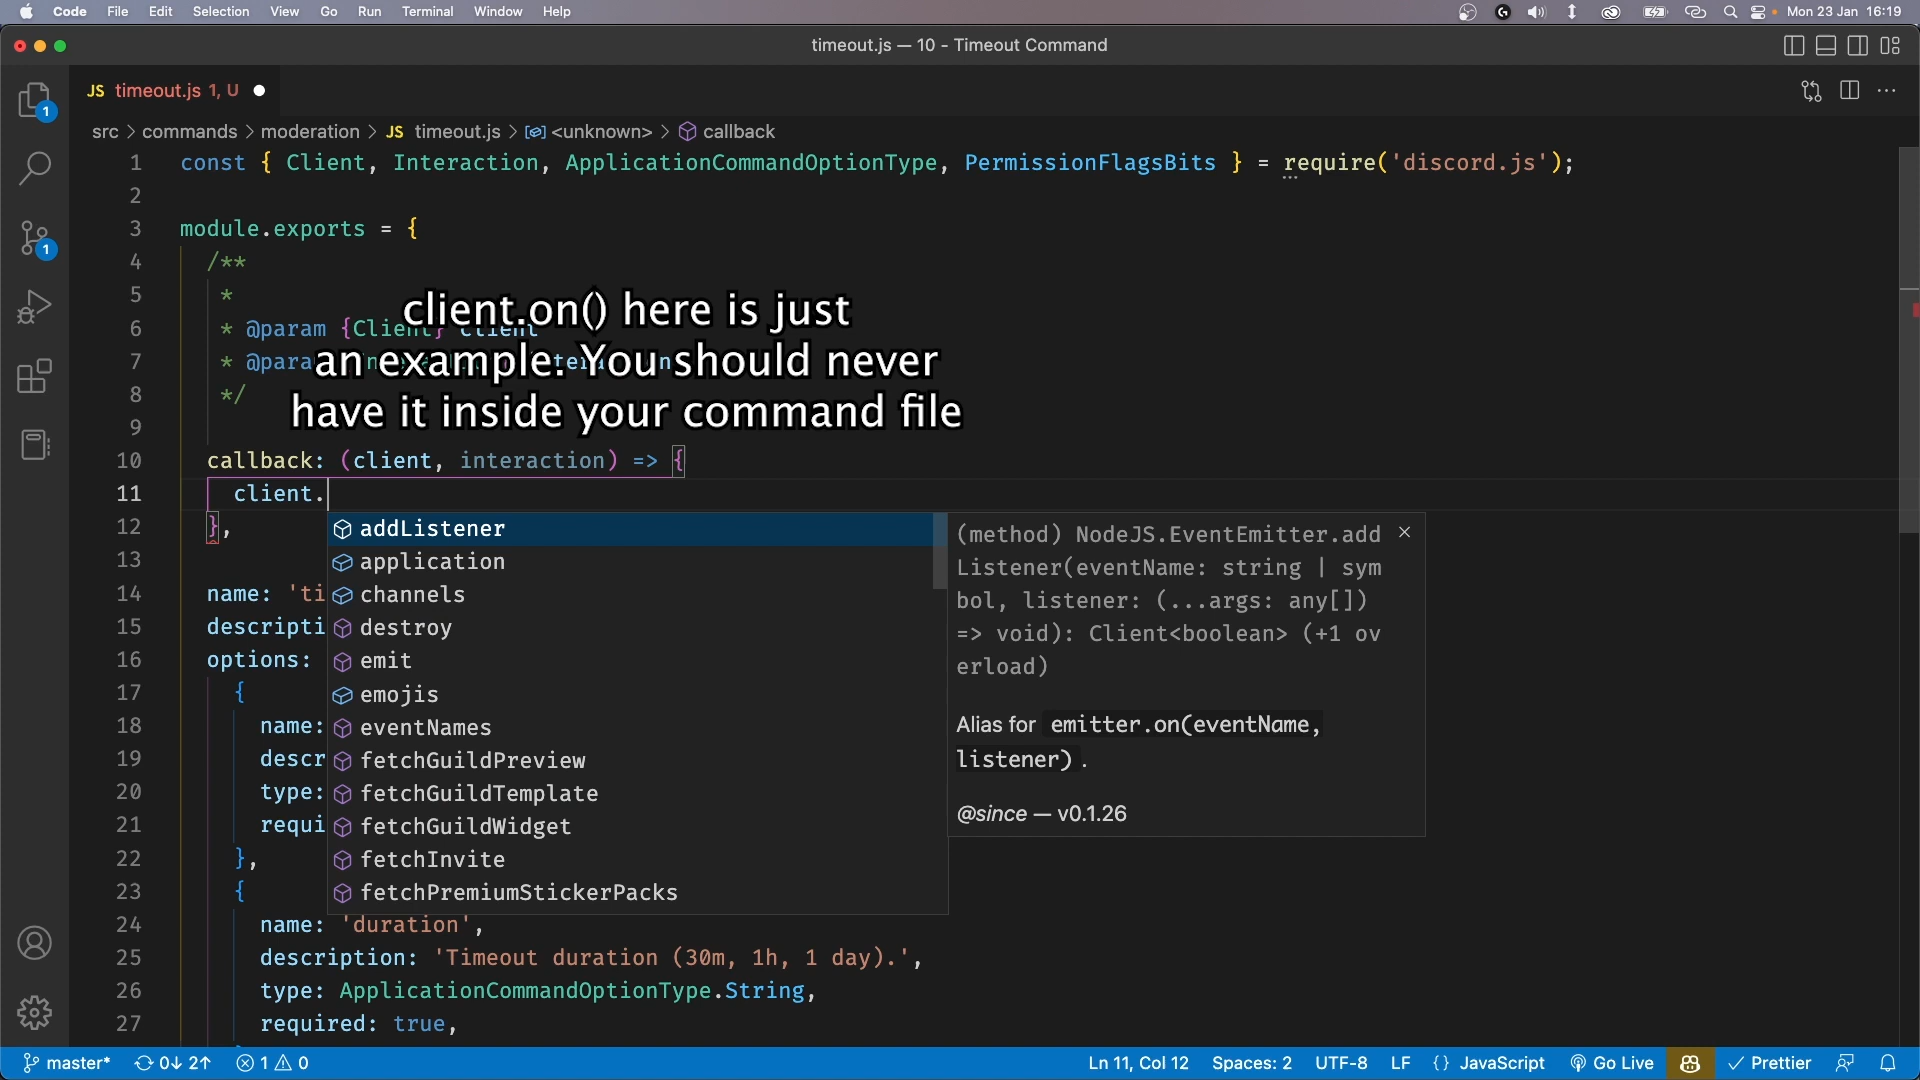 Code File Edit Selection View Go Run Terminal Window Help Mon 23 Jan 16:19
timeout.js — 10 - Timeout Command
JS timeout.js 1, U
src > commands > moderation > JS timeout.js > <unknown> > callback
1 const { Client, Interaction, ApplicationCommandOptionType, PermissionFlagsBits } = require('discord.js');
2
3 module.exports = {
4 /**
5 *
6 * @param {Client} client
7 * @para
8 */
9
client.on() here is just
an example. You should never
have it inside your command file
10 callback: (client, interaction) => {
11 client.
12 },
13
14 name: 'ti
15 descripti
16 options:
17 {
18 name:
19 descr
20 type:
21 requi
22 },
23 {
24 name: 'duration',
25 description: 'Timeout duration (30m, 1h, 1 day).',
26 type: ApplicationCommandOptionType.String,
27 required: true,
addListener
application
channels
destroy
emit
emojis
eventNames
fetchGuildPreview
fetchGuildTemplate
fetchGuildWidget
fetchInvite
fetchPremiumStickerPacks
(method) NodeJS.EventEmitter.add
Listener(eventName: string | sym
bol, listener: (...args: any[])
=> void): Client<boolean> (+1 ov
erload)
Alias for emitter.on(eventName,
listener).
@since — v0.1.26
1
1
master* 0↓ 2↑ 1 0 Ln 11, Col 12 Spaces: 2 UTF-8 LF {} JavaScript Go Live Prettier